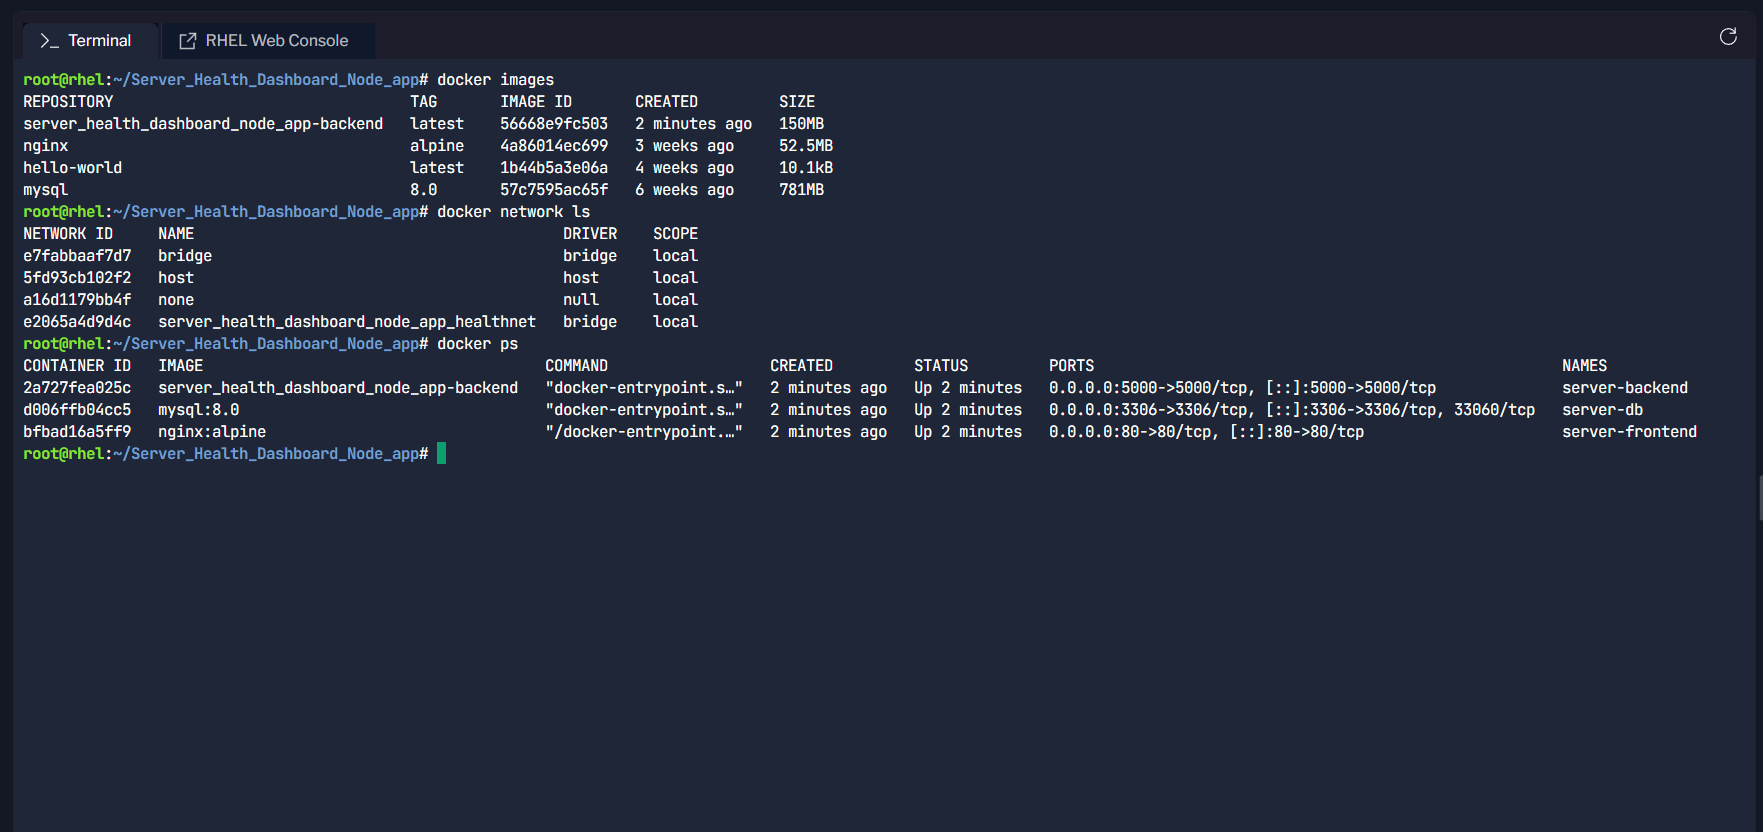 >_ Terminal RHEL Web Console
root@rhel:~/Server_Health_Dashboard_Node_app# docker images
REPOSITORY TAG IMAGE ID CREATED SIZE
server_health_dashboard_node_app-backend latest 56668e9fc503 2 minutes ago 150MB
nginx alpine 4a86014ec699 3 weeks ago 52.5MB
hello-world latest 1b44b5a3e06a 4 weeks ago 10.1kB
mysql 8.0 57c7595ac65f 6 weeks ago 781MB
root@rhel:~/Server_Health_Dashboard_Node_app# docker network ls
NETWORK ID NAME DRIVER SCOPE
e7fabbaaf7d7 bridge bridge local
5fd93cb102f2 host host local
a16d1179bb4f none null local
e2065a4d9d4c server_health_dashboard_node_app_healthnet bridge local
root@rhel:~/Server_Health_Dashboard_Node_app# docker ps
CONTAINER ID IMAGE COMMAND CREATED STATUS PORTS NAMES
2a727fea025c server_health_dashboard_node_app-backend "docker-entrypoint.s…" 2 minutes ago Up 2 minutes 0.0.0.0:5000->5000/tcp, [::]:5000->5000/tcp server-backend
d006ffb04cc5 mysql:8.0 "docker-entrypoint.s…" 2 minutes ago Up 2 minutes 0.0.0.0:3306->3306/tcp, [::]:3306->3306/tcp, 33060/tcp server-db
bfbad16a5ff9 nginx:alpine "/docker-entrypoint.…" 2 minutes ago Up 2 minutes 0.0.0.0:80->80/tcp, [::]:80->80/tcp server-frontend
root@rhel:~/Server_Health_Dashboard_Node_app#